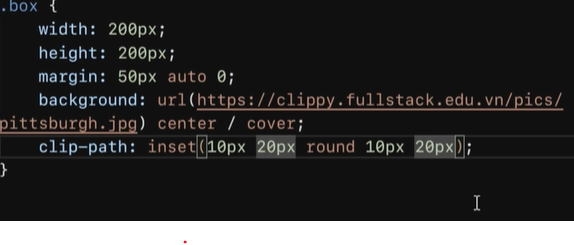 .box {
    width: 200px;
    height: 200px;
    margin: 50px auto 0;
    background: url(https://clippy.fullstack.edu.vn/pics/
pittsburgh.jpg) center / cover;
    clip-path: inset(10px 20px round 10px 20px);
}